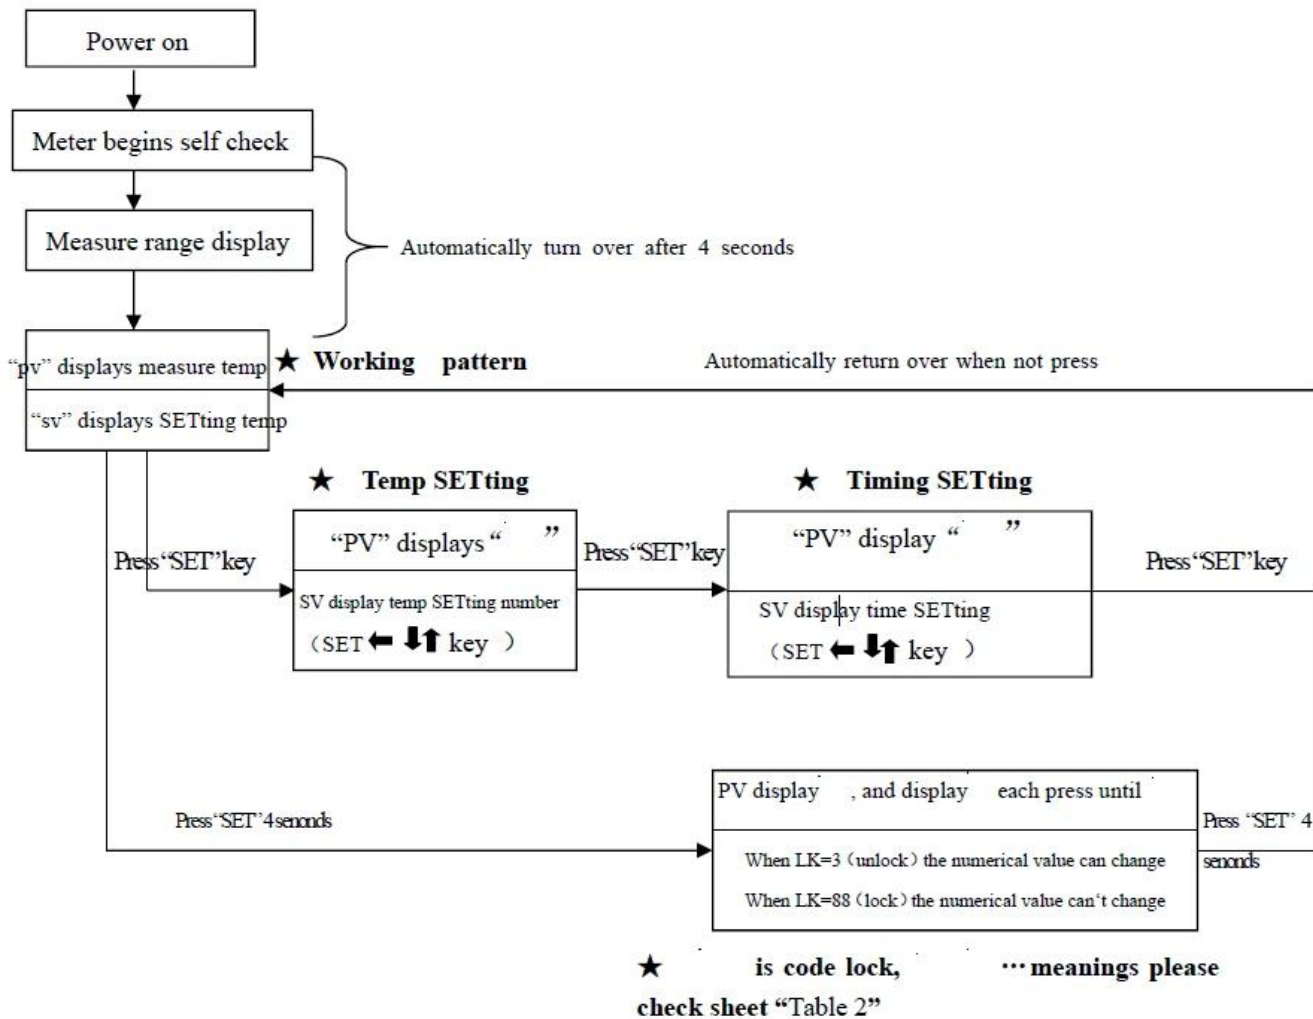 Power on
Meter begins self check
Measure range display
Automatically turn over after 4 seconds
“pv” displays measure temp
“sv” displays SETting temp
★ Working pattern
Automatically return over when not press
★ Temp SETting
★ Timing SETting
Press“SET”key
“PV” displays “ ”
SV display temp SETting number
（SET ⬅ ⬇⬆ key ）
Press“SET”key
“PV” display “ ”
SV display time SETting
（SET ⬅ ⬇⬆ key ）
Press“SET”key
Press“SET”4 senonds
PV display , and display each press until
When LK=3（unlock）the numerical value can change
When LK=88（lock）the numerical value can‘t change
Press “SET” 4
senonds
★ is code lock, ···meanings please
check sheet “Table 2”